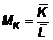 M_K = K̅ / L̅